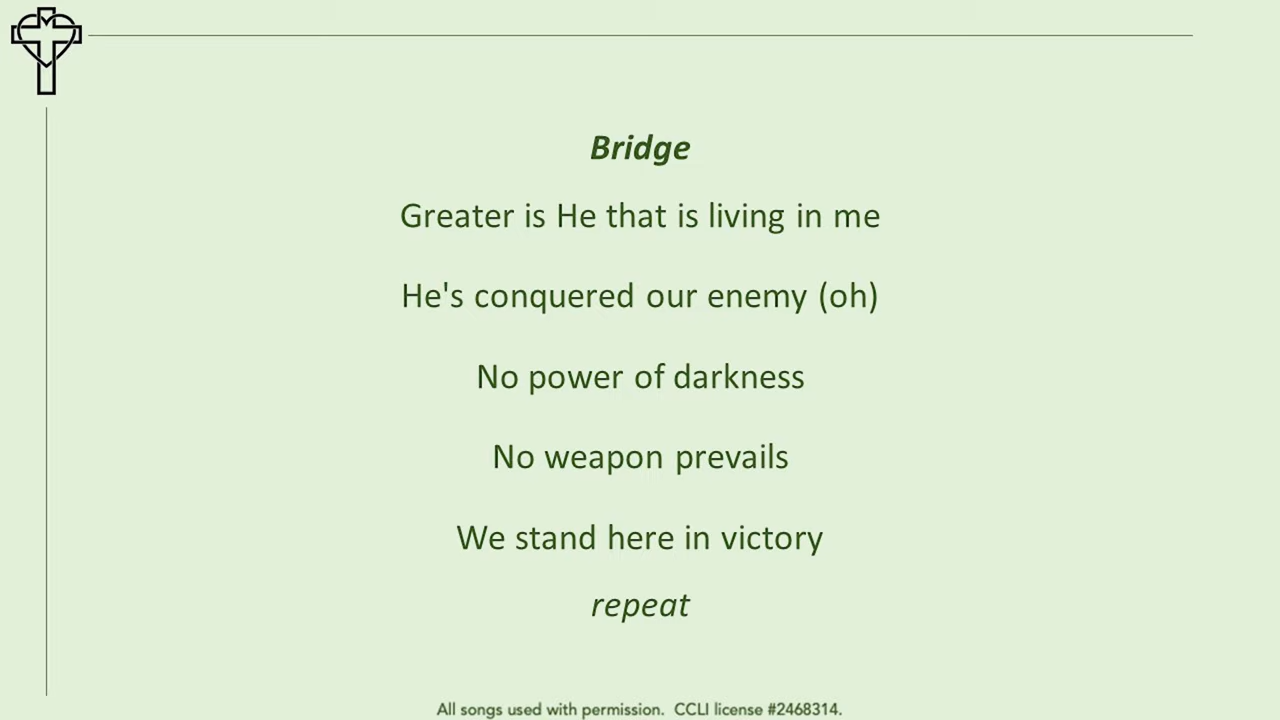 Bridge
Greater is He that is living in me
He's conquered our enemy (oh)
No power of darkness
No weapon prevails
We stand here in victory
repeat
All songs used with permission.  CCLI license #2468314.